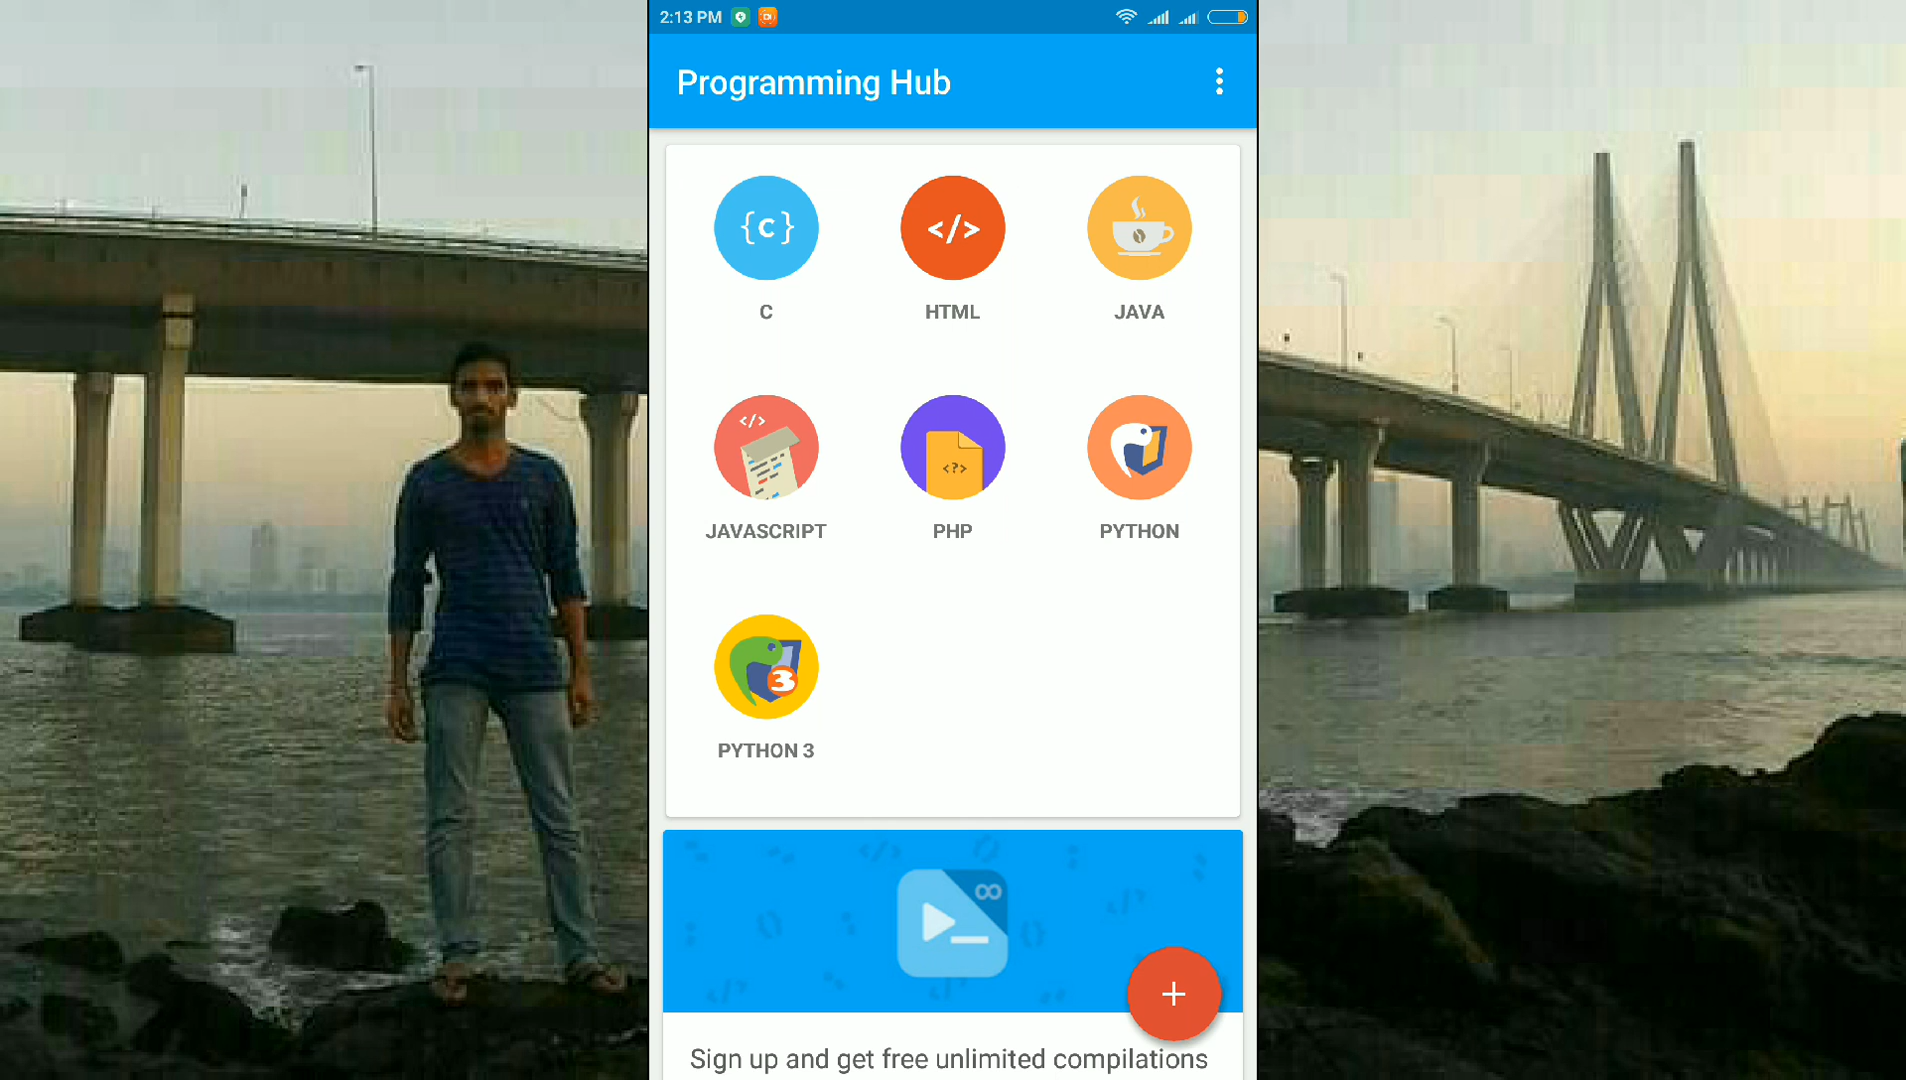 2:13 PM
Programming Hub
{c}
</>
C
HTML
JAVA
</>
<?>
JAVASCRIPT
PHP
PYTHON
3
PYTHON 3
∞
+
Sign up and get free unlimited compilations